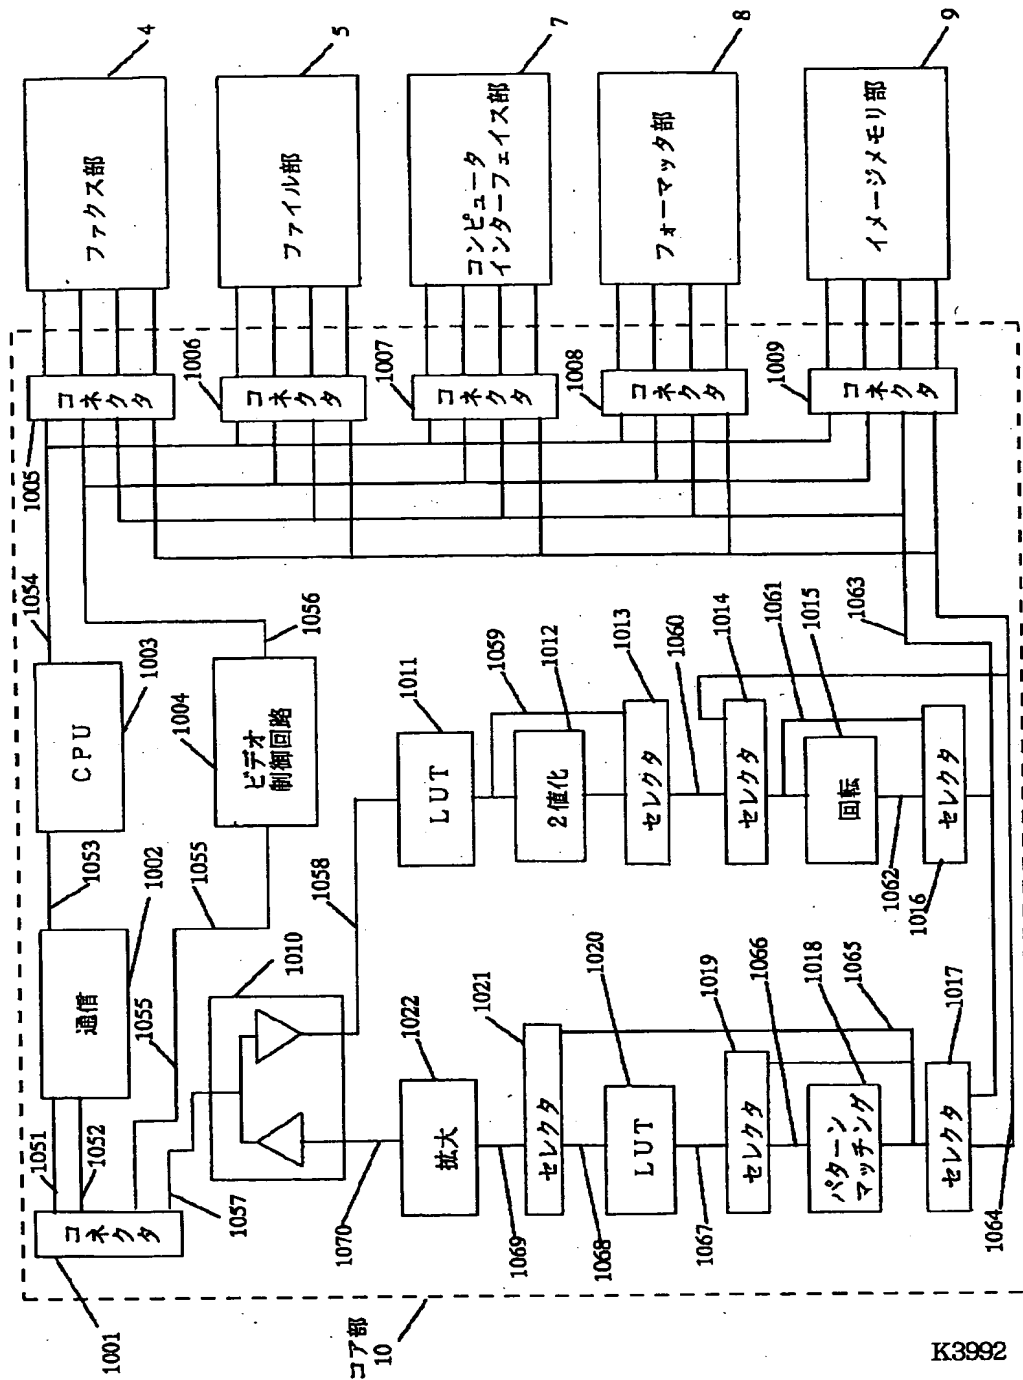 コア部
10
1001
コネクタ
1051
1052
1057
1055
通信
1002
1053
CPU
1003
1054
1004
ビデオ
制御回路
1055
1056
1010
1058
1070
1022
拡大
1069
1021
セレクタ
1068
1020
LUT
1067
1019
セレクタ
1066
1018
パターン
マッチング
1065
1017
セレクタ
1064
1011
LUT
1059
1012
2値化
1013
セレクタ
1060
1014
セレクタ
1061
1015
回転
1062
1063
セレクタ
1016
1005
コネクタ
1006
コネクタ
1007
コネクタ
1008
コネクタ
1009
コネクタ
ファクス部
4
ファイル部
5
コンピュータ
インターフェイス部
7
フォーマッタ部
8
イメージメモリ部
9
K3992